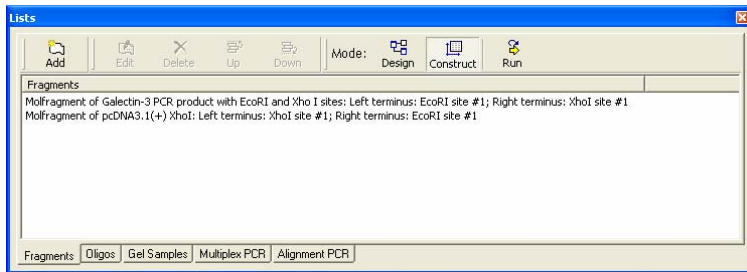 Lists
Add Edit Delete Up Down Mode: Design Construct Run
Fragments
Molfragment of Galectin-3 PCR product with EcoRI and Xho I sites: Left terminus: EcoRI site #1; Right terminus: XhoI site #1
Molfragment of pcDNA3.1(+) XhoI: Left terminus: XhoI site #1; Right terminus: EcoRI site #1
Fragments Oligos Gel Samples Multiplex PCR Alignment PCR